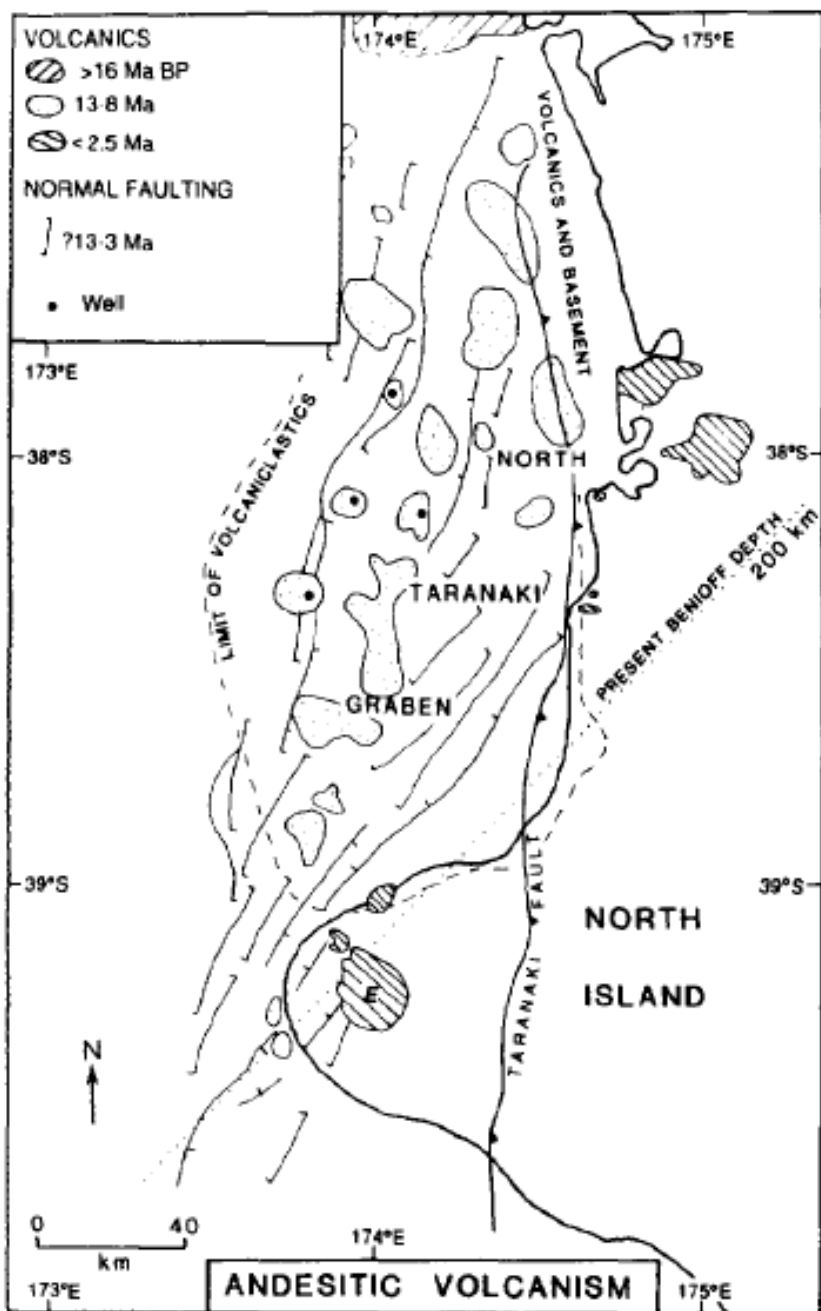 VOLCANICS
>16 Ma BP
13-8 Ma
<2.5 Ma
NORMAL FAULTING
?13-3 Ma
Well
174°E
175°E
VOLCANICS AND BASEMENT
173°E
LIMIT OF VOLCANICLASTICS
38°S
38°S
NORTH
TARANAKI
GRABEN
PRESENT BENIOFF DEPTH
200 km
39°S
39°S
NORTH
ISLAND
TARANAKI FAULT
E
N
0 40
km
174°E
173°E
175°E
ANDESITIC VOLCANISM